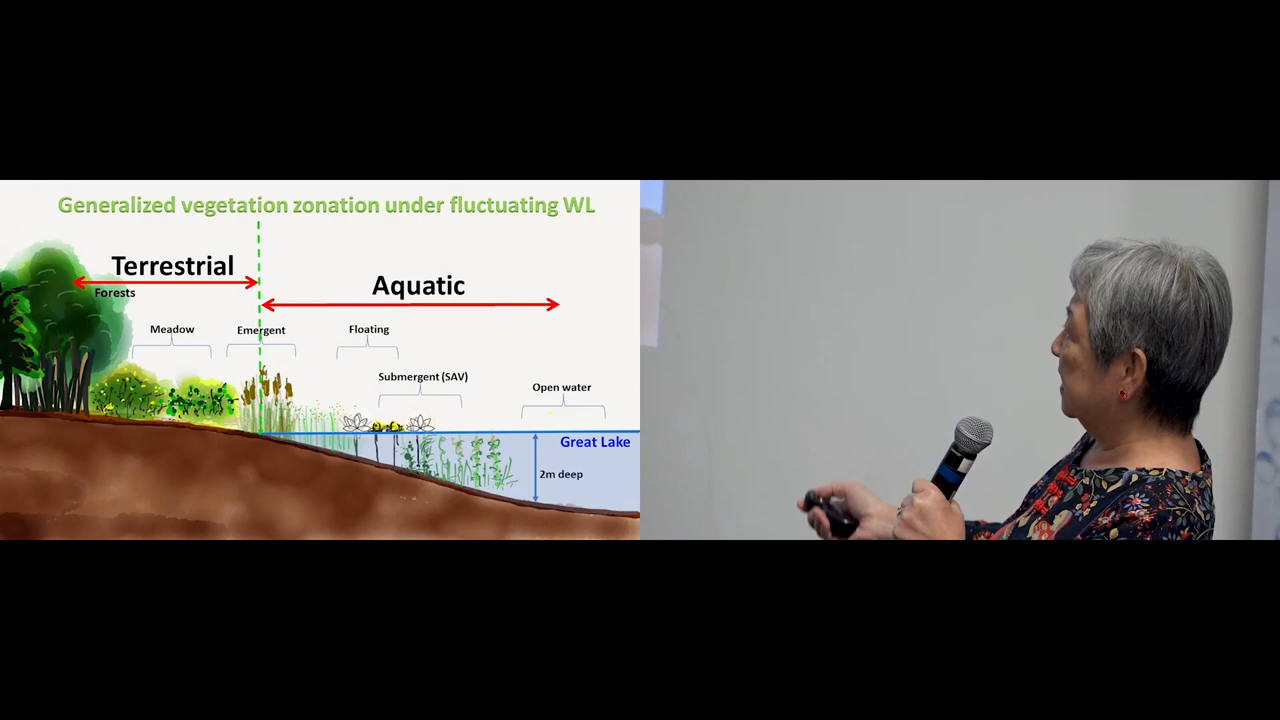 Generalized vegetation zonation under fluctuating WL
Terrestrial
Forests
Aquatic
Meadow
Emergent
Floating
Submergent (SAV)
Open water
Great Lake
2m deep